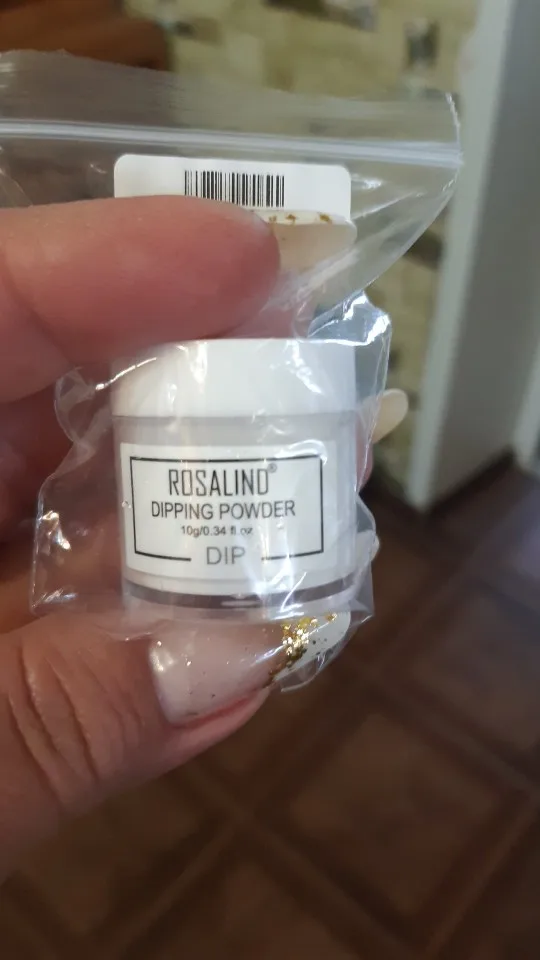 ROSALIND®
DIPPING POWDER
10g/0.34 fl oz
DIP